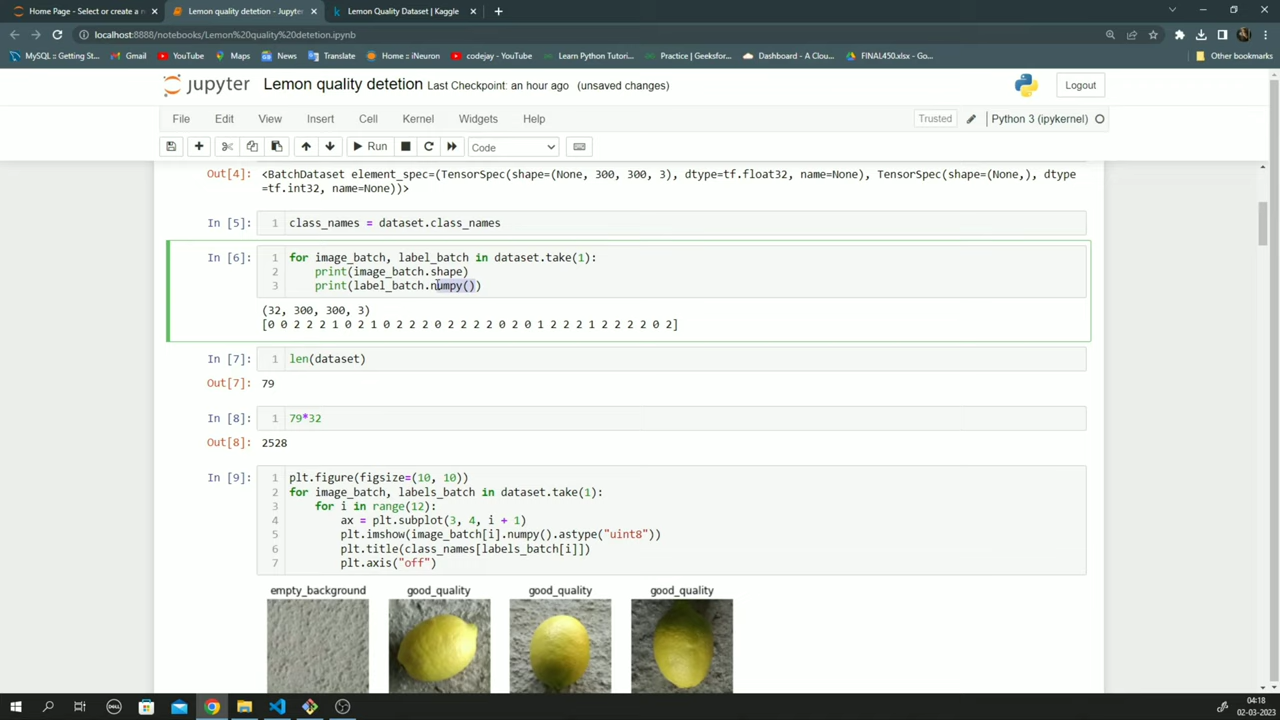 Home Page - Select or create a n
Lemon quality detetion - Jupyter
Lemon Quality Dataset | Kaggle
localhost:8888/notebooks/Lemon%20quality%20detetion.ipynb
MySQL :: Getting St...
Gmail
YouTube
Maps
News
Translate
Home :: iNeuron
codejay - YouTube
Learn Python Tutori...
Practice | Geeksfor...
Dashboard – A Clou...
FINAL450.xlsx - Go...
Other bookmarks
jupyter Lemon quality detetion Last Checkpoint: an hour ago (unsaved changes)
Logout
File Edit View Insert Cell Kernel Widgets Help
Trusted
Python 3 (ipykernel)
Run
Code
Out[4]: <BatchDataset element_spec=(TensorSpec(shape=(None, 300, 300, 3), dtype=tf.float32, name=None), TensorSpec(shape=(None,), dtype
=tf.int32, name=None))>
In [5]: 1 class_names = dataset.class_names
In [6]: 1 for image_batch, label_batch in dataset.take(1):
2 print(image_batch.shape)
3 print(label_batch.numpy())
(32, 300, 300, 3)
[0 0 2 2 2 1 0 2 1 0 2 2 2 0 2 2 2 2 0 2 0 1 2 2 2 1 2 2 2 2 0 2]
In [7]: 1 len(dataset)
Out[7]: 79
In [8]: 1 79*32
Out[8]: 2528
In [9]: 1 plt.figure(figsize=(10, 10))
2 for image_batch, labels_batch in dataset.take(1):
3 for i in range(12):
4 ax = plt.subplot(3, 4, i + 1)
5 plt.imshow(image_batch[i].numpy().astype("uint8"))
6 plt.title(class_names[labels_batch[i]])
7 plt.axis("off")
empty_background good_quality good_quality good_quality
04:18
02-03-2023